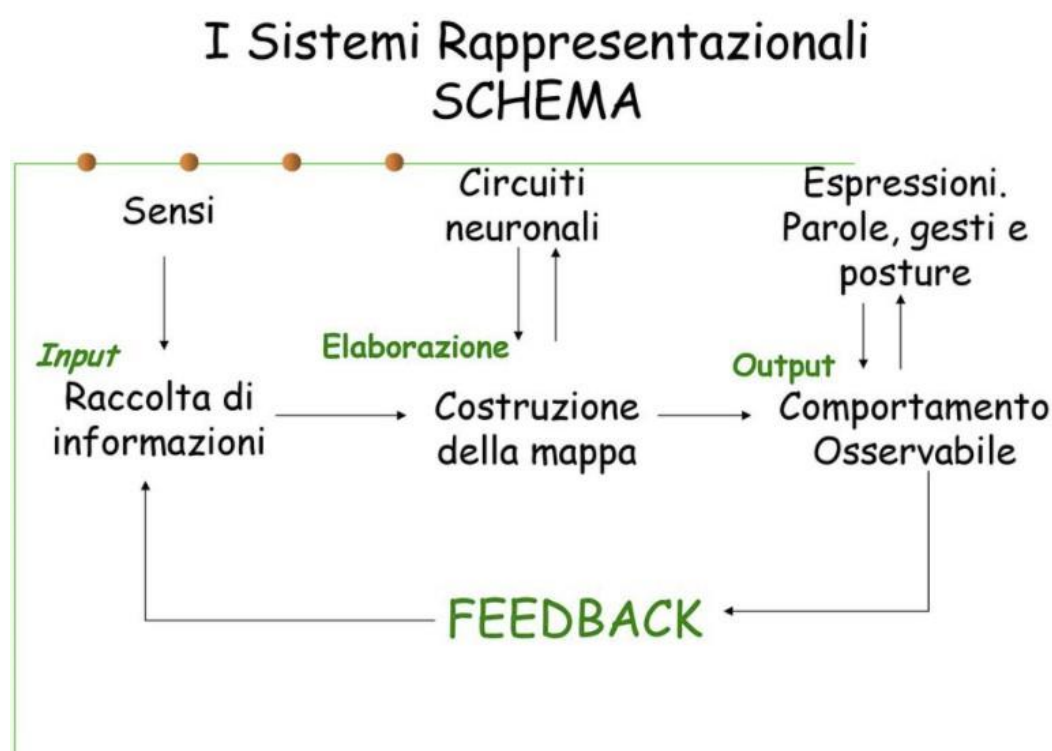 I Sistemi Rappresentazionali
SCHEMA
Sensi
Circuiti
neuronali
Espressioni.
Parole, gesti e
posture
Input
Elaborazione
Output
Raccolta di
informazioni
Costruzione
della mappa
Comportamento
Osservabile
FEEDBACK